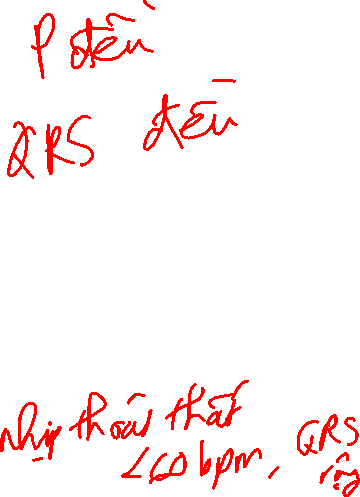 P đều
QRS đều
nhịp thoát thất
<60 bpm, QRS
rộng